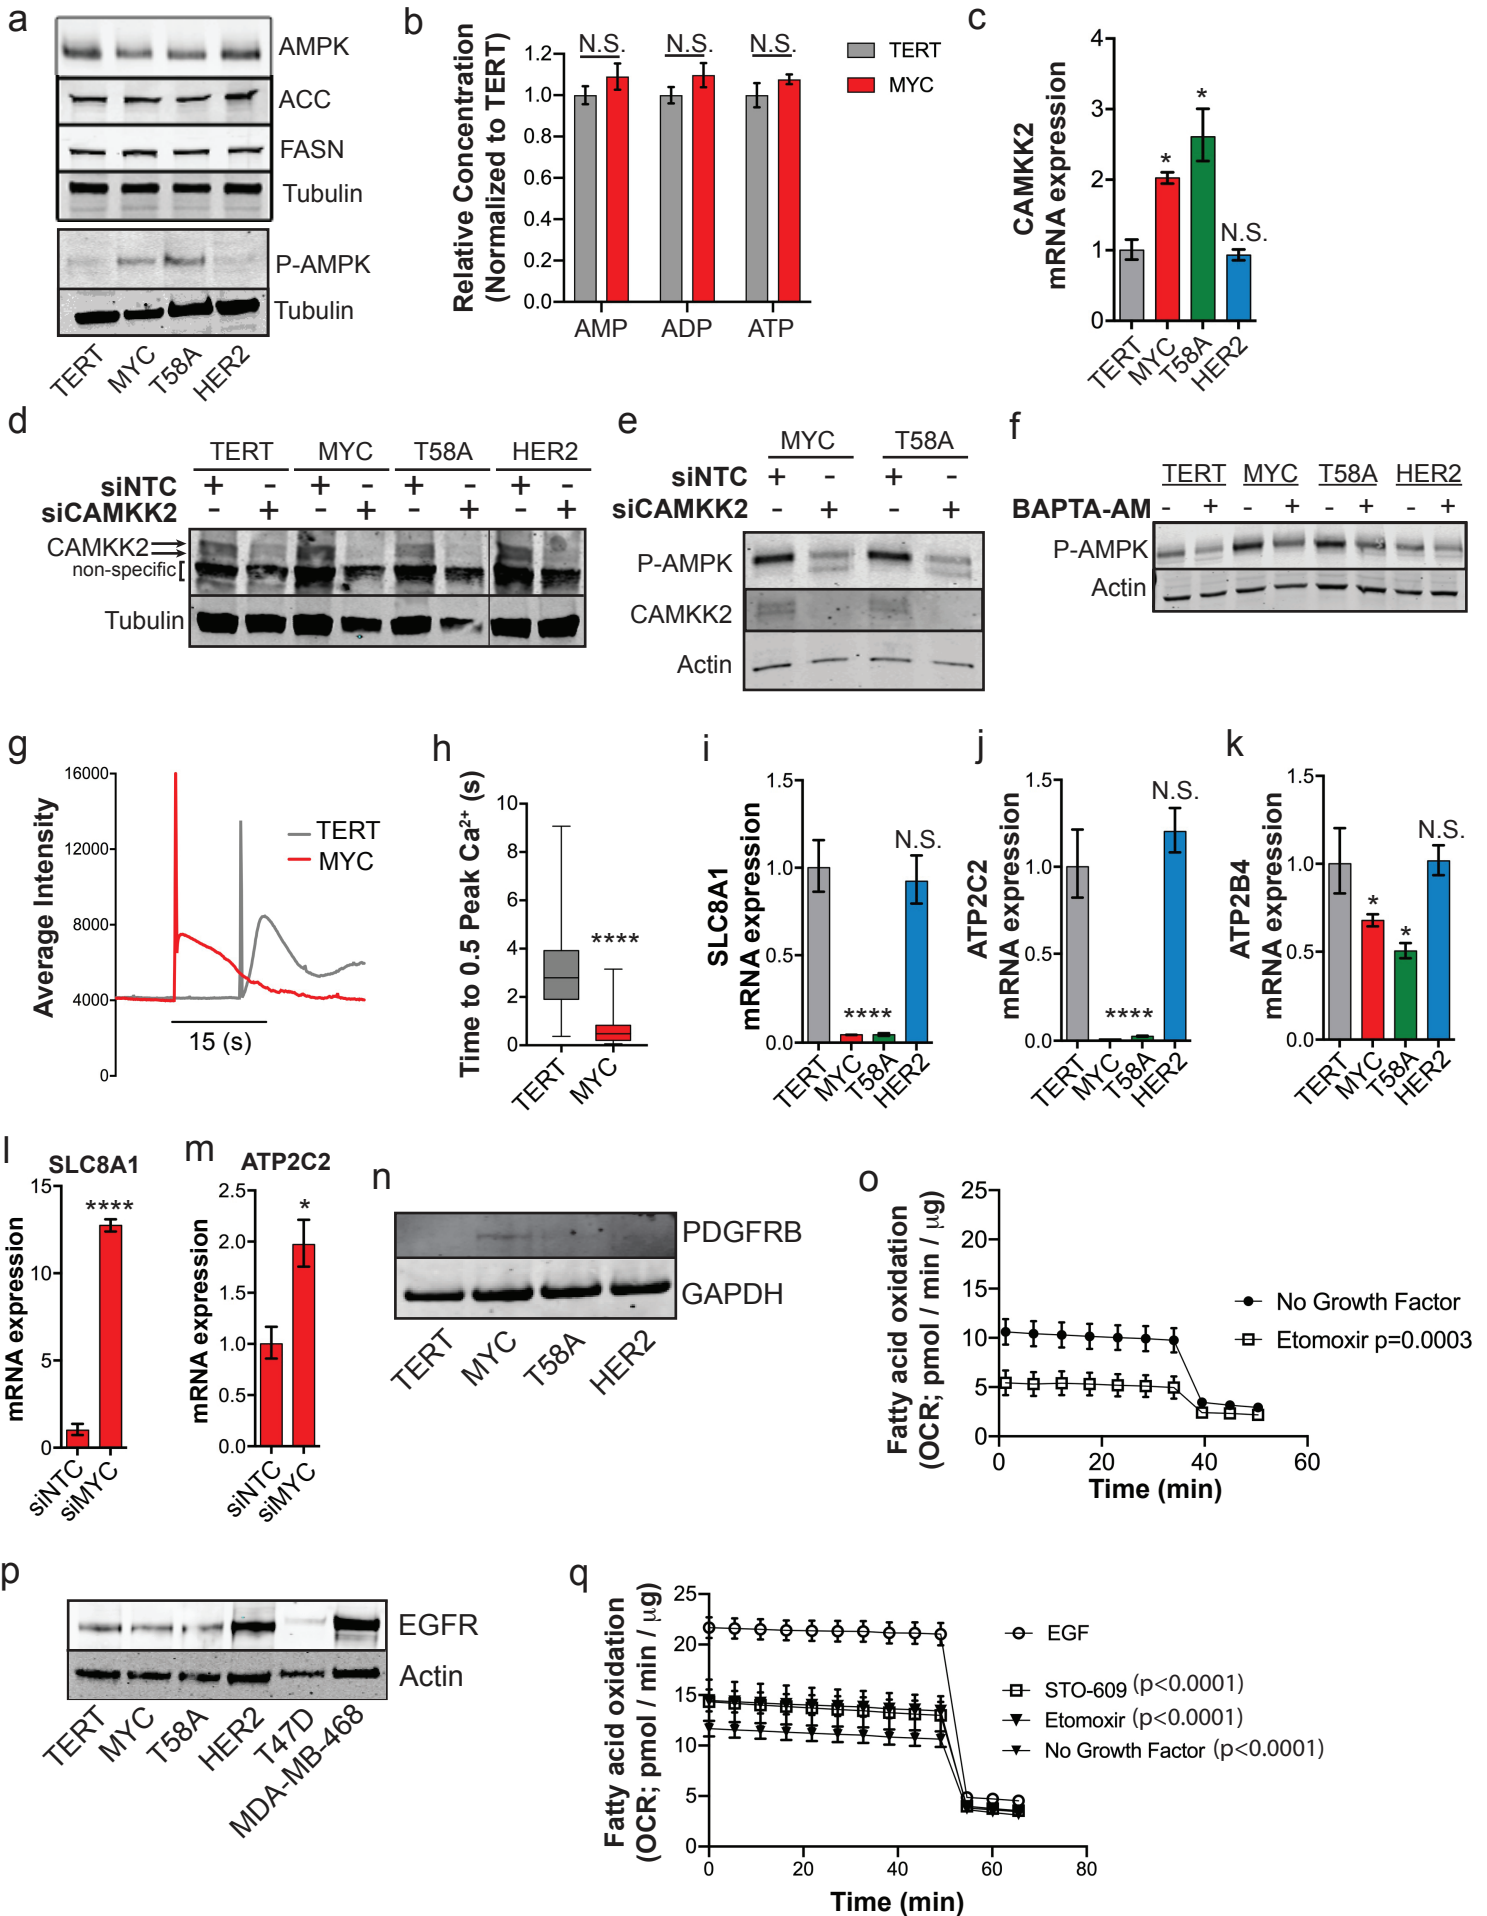 a
AMPK
ACC
FASN
Tubulin
P-AMPK
Tubulin
TERT
MYC
T58A
HER2
b
Relative Concentration
(Normalized to TERT)
1.2
1.0
0.8
0.6
0.4
0.2
0.0
N.S.
N.S.
N.S.
AMP
ADP
ATP
TERT
MYC
c
CAMKK2
mRNA expression
4
3
2
1
0
*
*
N.S.
TERT
MYC
T58A
HER2
d
TERT MYC T58A HER2
siNTC + - + - + - + -
siCAMKK2 - + - + - + - +
CAMKK2
non-specific [
Tubulin
e
MYC T58A
siNTC + - + -
siCAMKK2 - + - +
P-AMPK
CAMKK2
Actin
f
TERT MYC T58A HER2
BAPTA-AM - + - + - + - +
P-AMPK
Actin
g
Average Intensity
16000
12000
8000
4000
0
TERT
MYC
15 (s)
h
Time to 0.5 Peak Ca²⁺ (s)
10
8
6
4
2
0
****
TERT
MYC
i
SLC8A1
mRNA expression
1.5
1.0
0.5
0.0
****
N.S.
TERT
MYC
T58A
HER2
j
ATP2C2
mRNA expression
1.5
1.0
0.5
0.0
****
N.S.
TERT
MYC
T58A
HER2
k
ATP2B4
mRNA expression
1.5
1.0
0.5
0.0
*
*
N.S.
TERT
MYC
T58A
HER2
l
SLC8A1
mRNA expression
15
10
5
0
****
siNTC
siMYC
m
ATP2C2
mRNA expression
2.5
2.0
1.5
1.0
0.5
0.0
*
siNTC
siMYC
n
PDGFRB
GAPDH
TERT
MYC
T58A
HER2
o
Fatty acid oxidation
(OCR; pmol / min / μg)
25
20
15
10
5
0
0 20 40 60
Time (min)
No Growth Factor
Etomoxir p=0.0003
p
EGFR
Actin
TERT
MYC
T58A
HER2
T47D
MDA-MB-468
q
Fatty acid oxidation
(OCR; pmol / min / μg)
25
20
15
10
5
0
0 20 40 60 80
Time (min)
EGF
STO-609 (p<0.0001)
Etomoxir (p<0.0001)
No Growth Factor (p<0.0001)